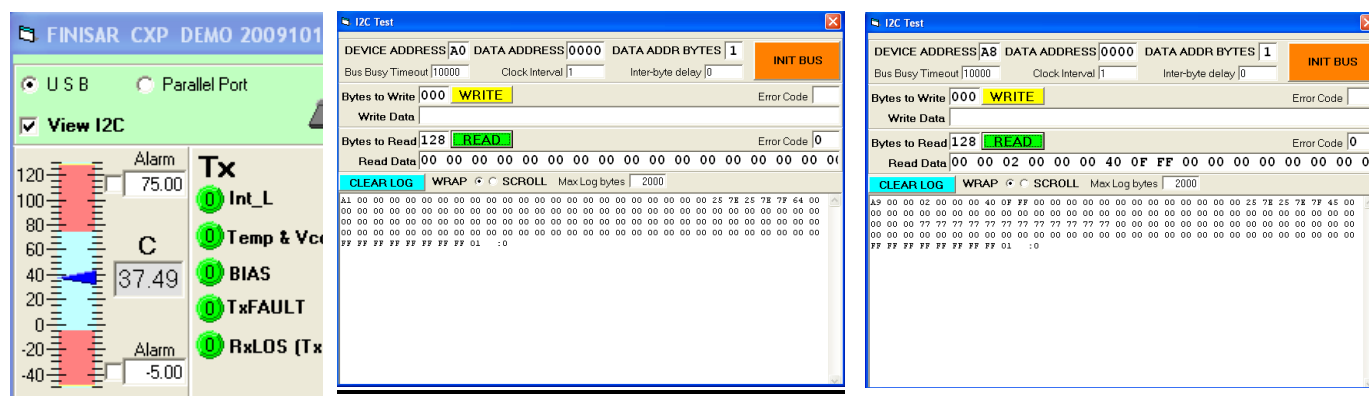 FINISAR CXP DEMO 2009101
USB Parallel Port
View I2C
120
100
80
60
40
20
0
-20
-40
Alarm
75.00
C
37.49
Alarm
-5.00
Tx
0 Int_L
0 Temp & Vcc
0 BIAS
0 TxFAULT
0 RxLOS (Tx
I2C Test
DEVICE ADDRESS A0 DATA ADDRESS 0000 DATA ADDR BYTES 1
INIT BUS
Bus Busy Timeout 10000 Clock Interval 1 Inter-byte delay 0
Bytes to Write 000 WRITE Error Code
Write Data
Bytes to Read 128 READ Error Code 0
Read Data 00 00 00 00 00 00 00 00 00 00 00 00 00 00 00 00 00 00 0
CLEAR LOG WRAP SCROLL Max Log bytes 2000
A1 00 00 00 00 00 00 00 00 00 00 00 00 00 00 00 00 00 00 00 00 00 00 25 7E 25 7E 7F 64 00
00 00 00 00 00 00 00 00 00 00 00 00 00 00 00 00 00 00 00 00 00 00 00 00 00 00 00 00 00 00
00 00 00 00 00 00 00 00 00 00 00 00 00 00 00 00 00 00 00 00 00 00 00 00 00 00 00 00 00 00
00 00 00 00 00 00 00 00 00 00 00 00 00 00 00 00 00 00 00 00 00 00 00 00 00 00 00 00 00 00
FF FF FF FF FF FF FF FF 01 :0
I2C Test
DEVICE ADDRESS A8 DATA ADDRESS 0000 DATA ADDR BYTES 1
INIT BUS
Bus Busy Timeout 10000 Clock Interval 1 Inter-byte delay 0
Bytes to Write 000 WRITE Error Code
Write Data
Bytes to Read 128 READ Error Code 0
Read Data 00 00 02 00 00 00 40 0F FF 00 00 00 00 00 00 00 00 00 0
CLEAR LOG WRAP SCROLL Max Log bytes 2000
A9 00 00 02 00 00 00 40 0F FF 00 00 00 00 00 00 00 00 00 00 00 00 00 25 7E 25 7E 7F 45 00
00 00 00 00 00 00 00 00 00 00 00 00 00 00 00 00 00 00 00 00 00 00 00 00 00 00 00 00 00 00
00 00 00 77 77 77 77 77 77 77 77 77 77 77 77 00 00 00 00 00 00 00 00 00 00 00 00 00 00 00
00 00 00 00 00 00 00 00 00 00 00 00 00 00 00 00 00 00 00 00 00 00 00 00 00 00 00 00 00 00
FF FF FF FF FF FF FF FF 01 :0